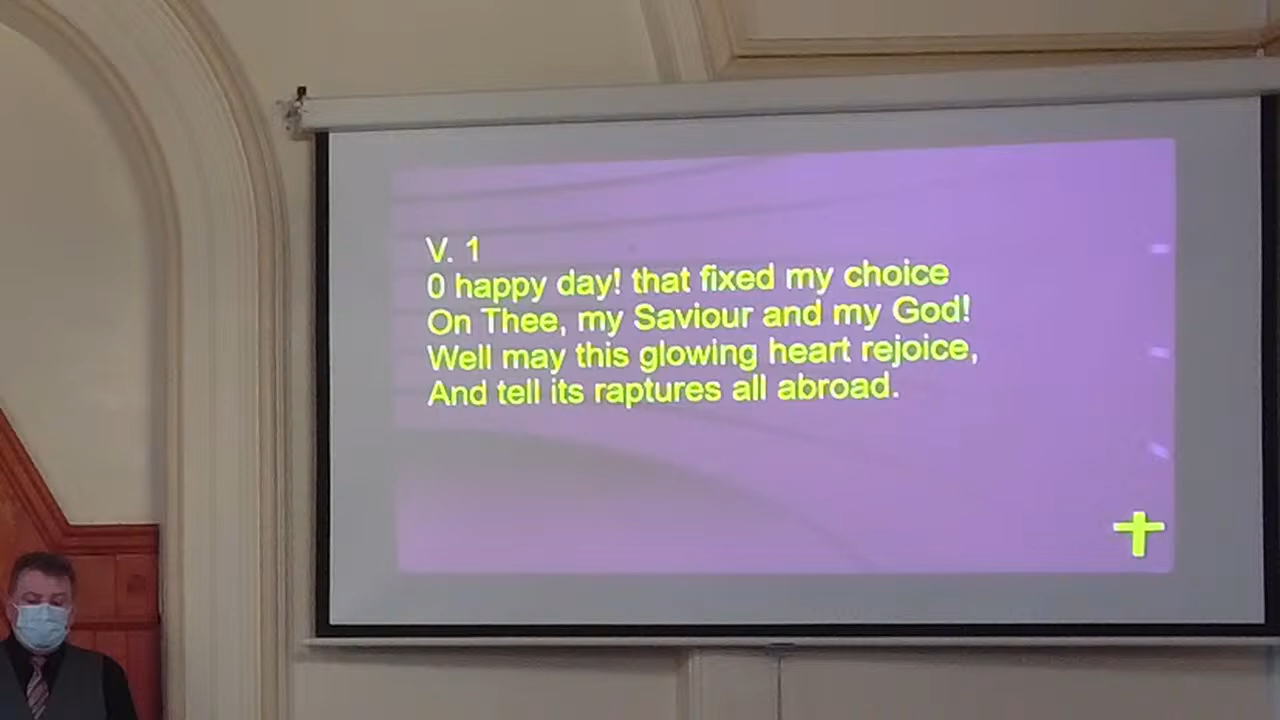 V. 1
0 happy day! that fixed my choice
On Thee, my Saviour and my God!
Well may this glowing heart rejoice,
And tell its raptures all abroad.